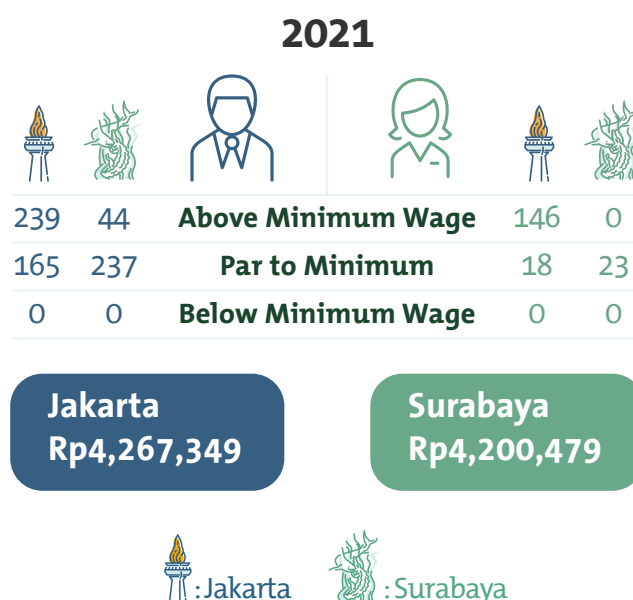 2021
239 44 Above Minimum Wage 146 0
165 237 Par to Minimum 18 23
0 0 Below Minimum Wage 0 0
Jakarta
Rp4,267,349
Surabaya
Rp4,200,479
: Jakarta
: Surabaya